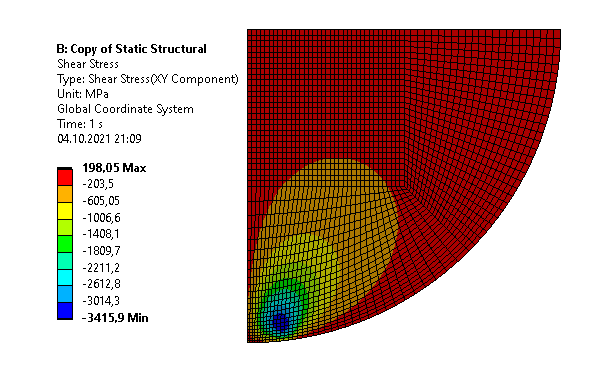 B: Copy of Static Structural
Shear Stress
Type: Shear Stress(XY Component)
Unit: MPa
Global Coordinate System
Time: 1 s
04.10.2021 21:09
198,05 Max
-203,5
-605,05
-1006,6
-1408,1
-1809,7
-2211,2
-2612,8
-3014,3
-3415,9 Min